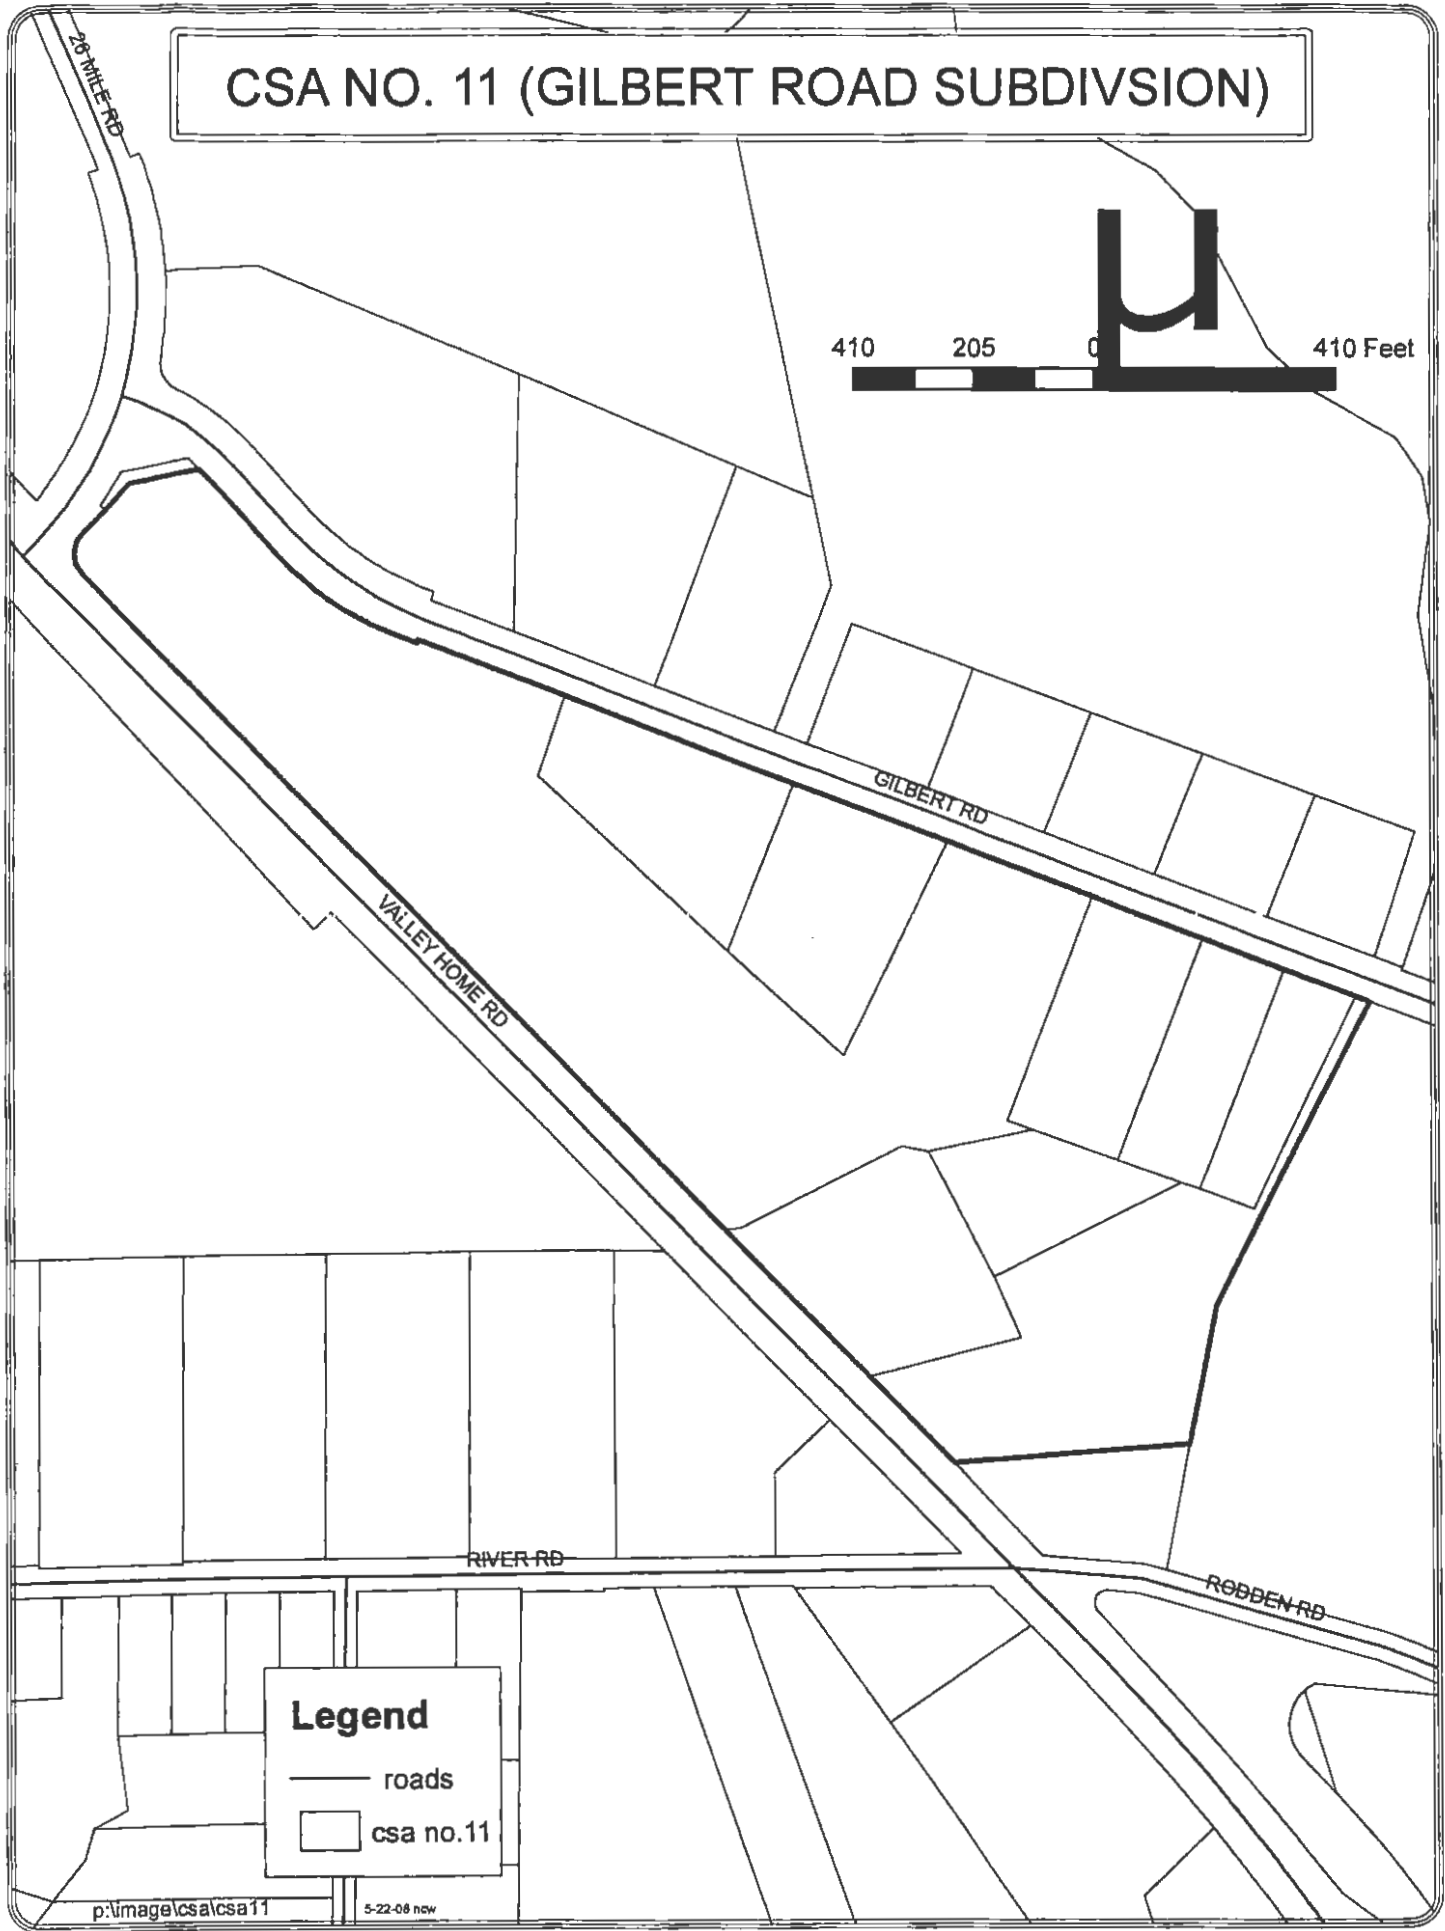 26 MILE RD
CSA NO. 11 (GILBERT ROAD SUBDIVSION)
µ
410 205 0 410 Feet
GILBERT RD
VALLEY HOME RD
RIVER RD
RODDEN RD
Legend
roads
csa no.11
p:\image\csa\csa11
5-22-08 ncw